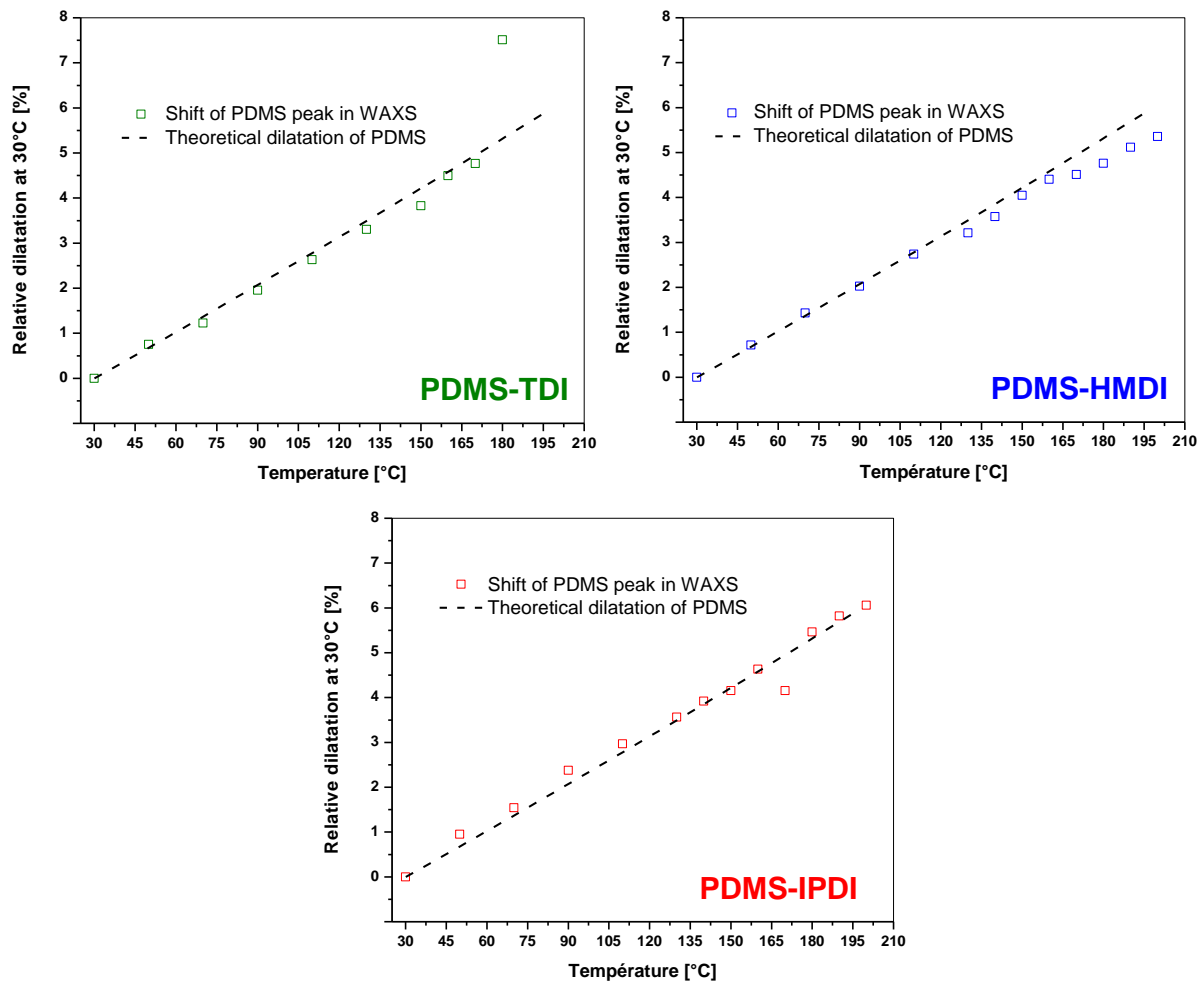 Relative dilatation at 30°C [%]
8
7
6
5
4
3
2
1
0
Shift of PDMS peak in WAXS
Theoretical dilatation of PDMS
PDMS-TDI
30 45 60 75 90 105 120 135 150 165 180 195 210
Temperature [°C]
Relative dilatation at 30°C [%]
8
7
6
5
4
3
2
1
0
Shift of PDMS peak in WAXS
Theoretical dilatation of PDMS
PDMS-HMDI
30 45 60 75 90 105 120 135 150 165 180 195 210
Température [°C]
Relative dilatation at 30°C [%]
8
7
6
5
4
3
2
1
0
Shift of PDMS peak in WAXS
Theoretical dilatation of PDMS
PDMS-IPDI
30 45 60 75 90 105 120 135 150 165 180 195 210
Température [°C]